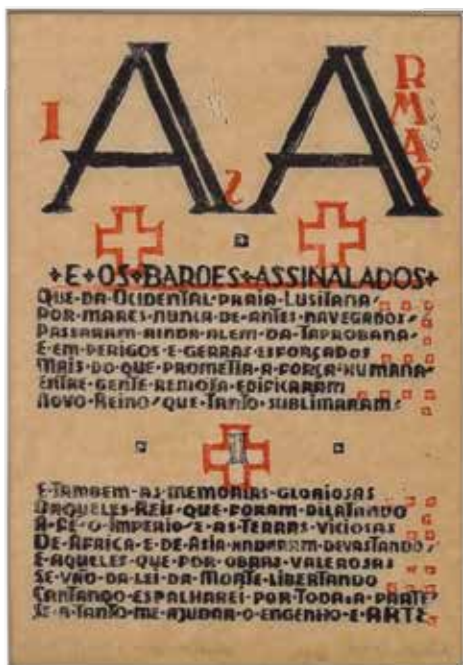 1 AS ARMAS
+E+OS+BAROES+ASSINALADOS+
QUE·DA·OCIDENTAL·PRAIA·LUSITANA/
POR·MARES·NUNCA·DE·ANTES·NAVEGADOS/
PASSARAM·AINDA·ALEM·DA·TAPROBANA·
E·EM·PERIGOS·E·GERRAS·ESFORÇADOS
MAIS·DO·QUE·PROMETIA·A·FORÇA·HUMANA·
ENTRE·GENTE·REMOTA·EDIFICARAM
NOVO·REINO/QUE·TANTO·SUBLIMARAM/
E·TAMBEM·AS·MEMORIAS·GLORIOSAS
DAQUELES·REIS·QUE·FORAM·DILATANDO
A·FÉ·O·IMPERIO/E·AS·TERRAS·VICIOSAS
DE·AFRICA·E·DE·ASIA·ANDARAM·DEVASTANDO/
E·AQUELES·QUE·POR·OBRAS·VALEROSAS
SE·VÃO·DA·LEI·DA·MORTE·LIBERTANDO
CANTANDO·ESPALHAREI·POR·TODA·A·PARTE
SE·A·TANTO·ME·AJUDAR·O·ENGENHO·E·ARTE